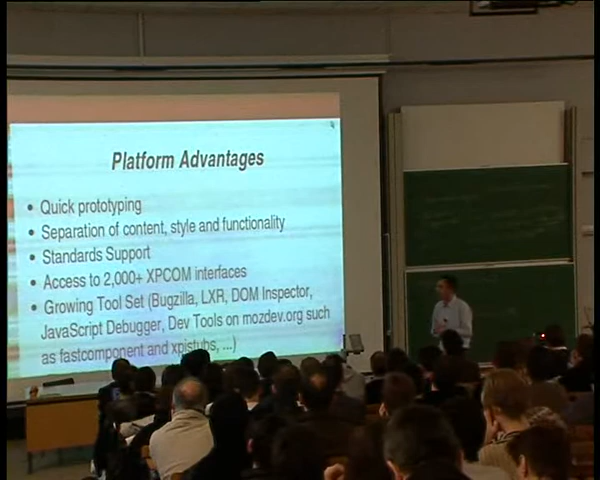 Platform Advantages
• Quick prototyping
• Separation of content, style and functionality
• Standards Support
• Access to 2,000+ XPCOM interfaces
• Growing Tool Set (Bugzilla, LXR, DOM Inspector,
JavaScript Debugger, Dev Tools on mozdev.org such
as fastcomponent and xpistubs, ...)